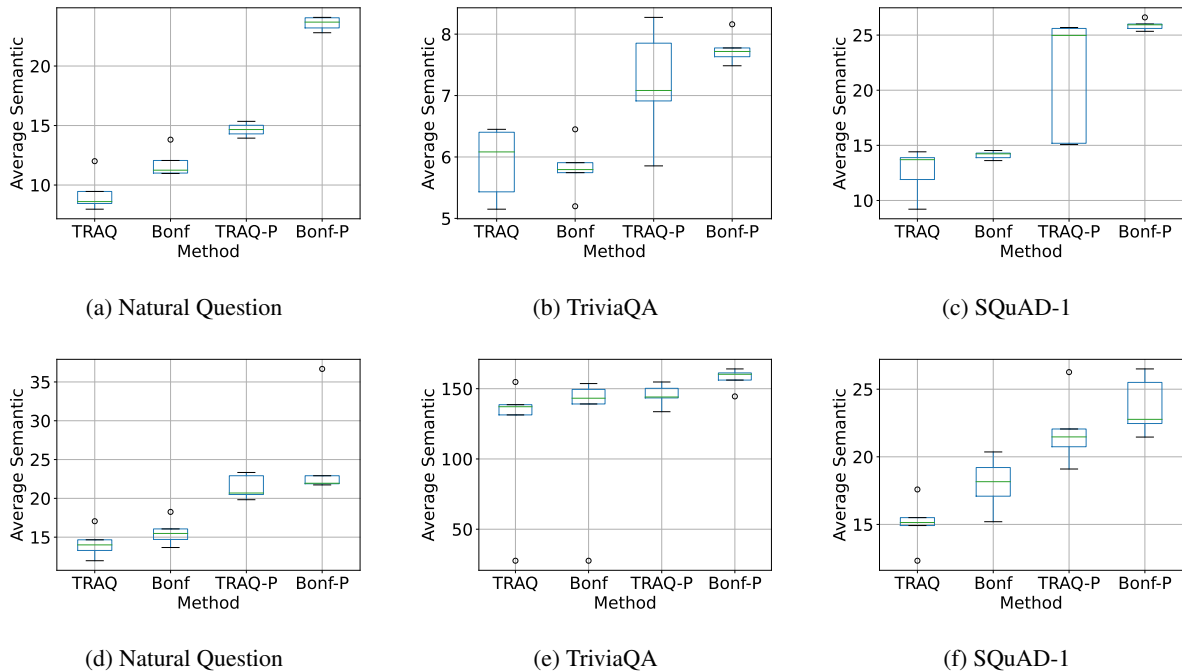 20
15
10
Average Semantic
TRAQ Bonf TRAQ-P Bonf-P
Method
(a) Natural Question
8
7
6
5
Average Semantic
TRAQ Bonf TRAQ-P Bonf-P
Method
(b) TriviaQA
25
20
15
10
Average Semantic
TRAQ Bonf TRAQ-P Bonf-P
Method
(c) SQuAD-1
35
30
25
20
15
Average Semantic
TRAQ Bonf TRAQ-P Bonf-P
Method
(d) Natural Question
150
100
50
Average Semantic
TRAQ Bonf TRAQ-P Bonf-P
Method
(e) TriviaQA
25
20
15
Average Semantic
TRAQ Bonf TRAQ-P Bonf-P
Method
(f) SQuAD-1